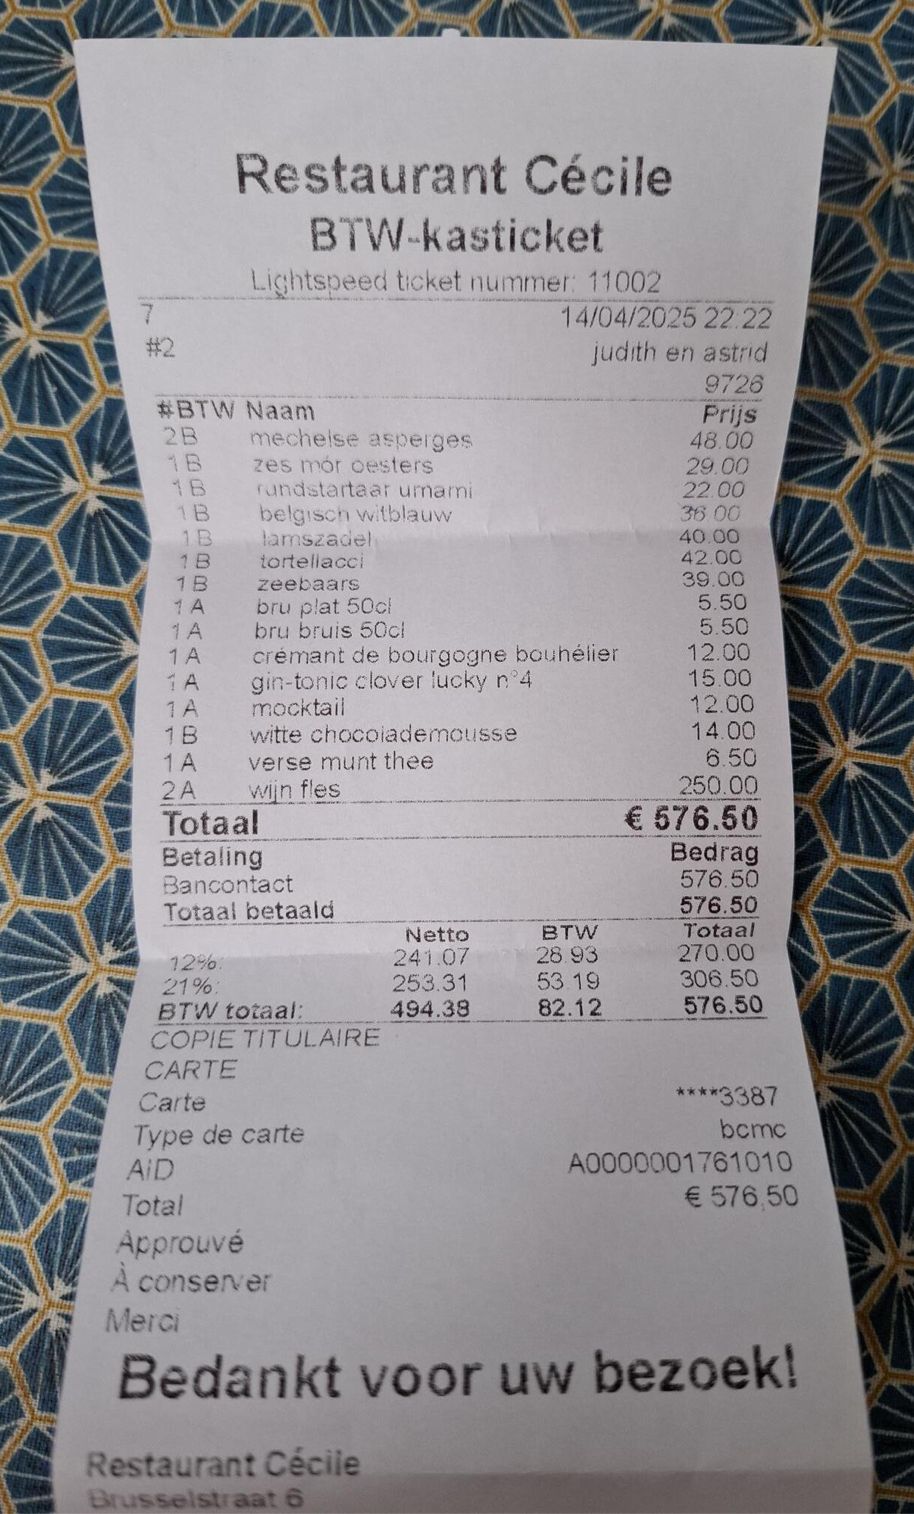 Restaurant Cécile
BTW-kasticket
Lightspeed ticket nummer: 11002
7 14/04/2025 22:22
#2 judith en astrid
9726
#BTW Naam Prijs
2B mechelse asperges 48.00
1B zes mór oesters 29.00
1B rundstartaar umami 22.00
1B belgisch witblauw 36.00
1B lamszadel 40.00
1B tortellacci 42.00
1B zeebaars 39.00
1A bru plat 50cl 5.50
1A bru bruis 50cl 5.50
1A crémant de bourgogne bouhélier 12.00
1A gin-tonic clover lucky n°4 15.00
1A mocktail 12.00
1B witte chocolademousse 14.00
1A verse munt thee 6.50
2A wijn fles 250.00
Totaal € 576.50
Betaling Bedrag
Bancontact 576.50
Totaal betaald 576.50
Netto BTW Totaal
12%: 241.07 28.93 270.00
21%: 253.31 53.19 306.50
BTW totaal: 494.38 82.12 576.50
COPIE TITULAIRE
CARTE
Carte ****3387
Type de carte bcmc
AID A0000001761010
Total € 576,50
Approuvé
À conserver
Merci
Bedankt voor uw bezoek!
Restaurant Cécile
Brusselstraat 6